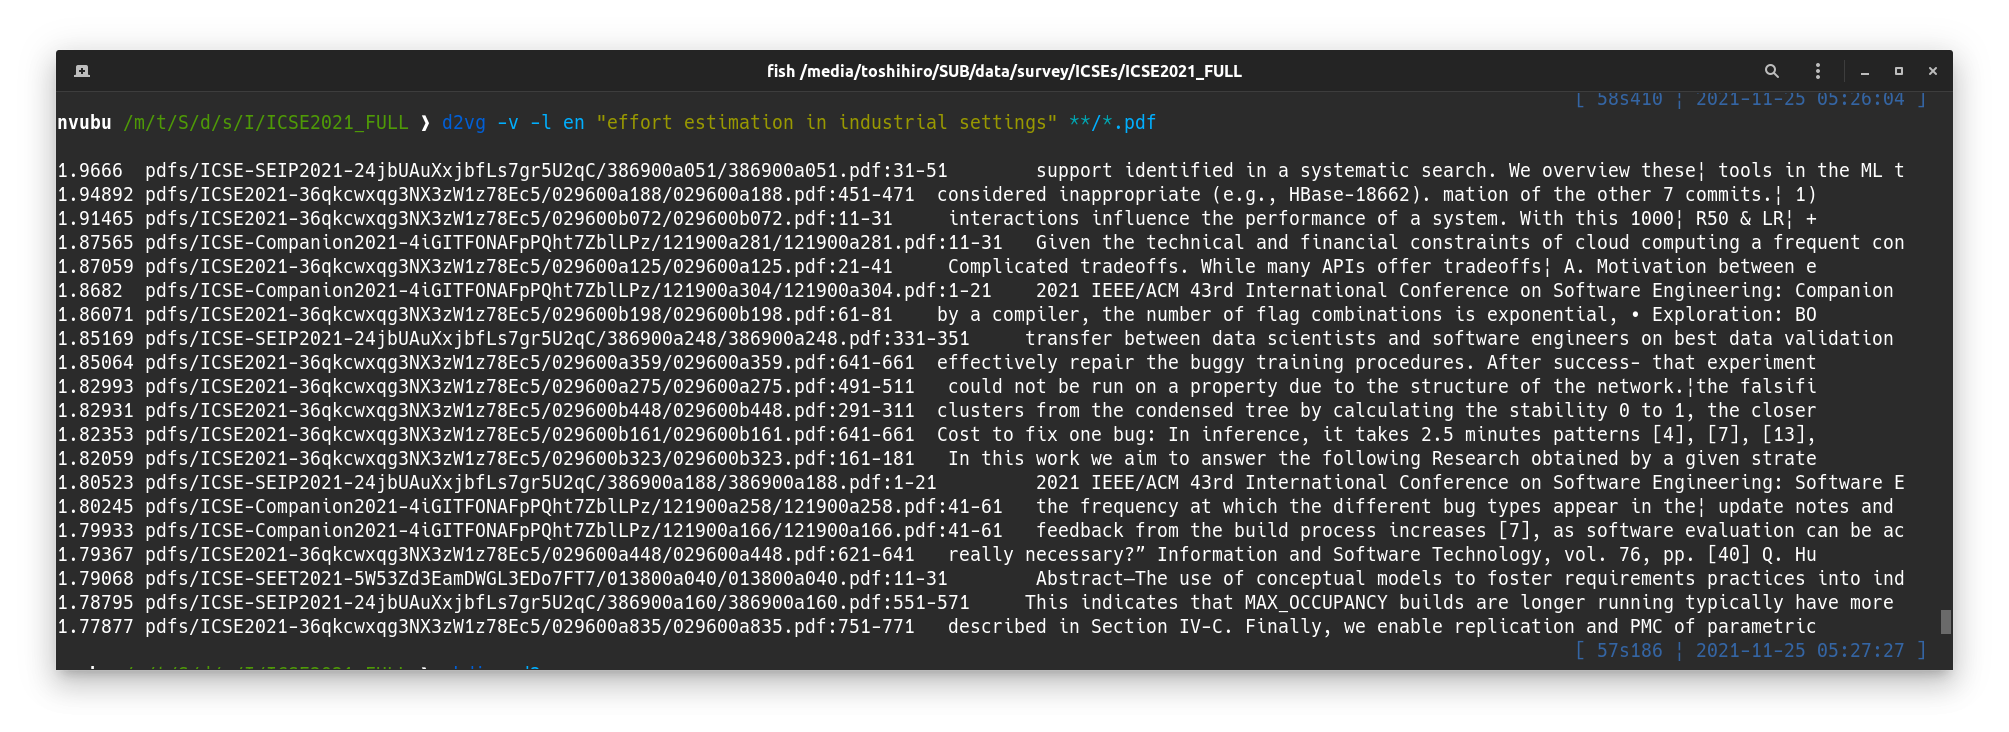 fish /media/toshihiro/SUB/data/survey/ICSEs/ICSE2021_FULL
[ 58s410 ¦ 2021-11-25 05:26:04 ]
nvubu /m/t/S/d/s/I/ICSE2021_FULL ❯ d2vg -v -l en "effort estimation in industrial settings" **/*.pdf
1.9666 pdfs/ICSE-SEIP2021-24jbUAuXxjbfLs7gr5U2qC/386900a051/386900a051.pdf:31-51 support identified in a systematic search. We overview these¦ tools in the ML t
1.94892 pdfs/ICSE2021-36qkcwxqg3NX3zW1z78Ec5/029600a188/029600a188.pdf:451-471 considered inappropriate (e.g., HBase-18662). mation of the other 7 commits.¦ 1)
1.91465 pdfs/ICSE2021-36qkcwxqg3NX3zW1z78Ec5/029600b072/029600b072.pdf:11-31 interactions influence the performance of a system. With this 1000¦ R50 & LR¦ +
1.87565 pdfs/ICSE-Companion2021-4iGITFONAFpPQht7ZblLPz/121900a281/121900a281.pdf:11-31 Given the technical and financial constraints of cloud computing a frequent con
1.87059 pdfs/ICSE2021-36qkcwxqg3NX3zW1z78Ec5/029600a125/029600a125.pdf:21-41 Complicated tradeoffs. While many APIs offer tradeoffs¦ A. Motivation between e
1.8682 pdfs/ICSE-Companion2021-4iGITFONAFpPQht7ZblLPz/121900a304/121900a304.pdf:1-21 2021 IEEE/ACM 43rd International Conference on Software Engineering: Companion
1.86071 pdfs/ICSE2021-36qkcwxqg3NX3zW1z78Ec5/029600b198/029600b198.pdf:61-81 by a compiler, the number of flag combinations is exponential, • Exploration: BO
1.85169 pdfs/ICSE-SEIP2021-24jbUAuXxjbfLs7gr5U2qC/386900a248/386900a248.pdf:331-351 transfer between data scientists and software engineers on best data validation
1.85064 pdfs/ICSE2021-36qkcwxqg3NX3zW1z78Ec5/029600a359/029600a359.pdf:641-661 effectively repair the buggy training procedures. After success- that experiment
1.82993 pdfs/ICSE2021-36qkcwxqg3NX3zW1z78Ec5/029600a275/029600a275.pdf:491-511 could not be run on a property due to the structure of the network.¦the falsifi
1.82931 pdfs/ICSE2021-36qkcwxqg3NX3zW1z78Ec5/029600b448/029600b448.pdf:291-311 clusters from the condensed tree by calculating the stability 0 to 1, the closer
1.82353 pdfs/ICSE2021-36qkcwxqg3NX3zW1z78Ec5/029600b161/029600b161.pdf:641-661 Cost to fix one bug: In inference, it takes 2.5 minutes patterns [4], [7], [13],
1.82059 pdfs/ICSE2021-36qkcwxqg3NX3zW1z78Ec5/029600b323/029600b323.pdf:161-181 In this work we aim to answer the following Research obtained by a given strate
1.80523 pdfs/ICSE-SEIP2021-24jbUAuXxjbfLs7gr5U2qC/386900a188/386900a188.pdf:1-21 2021 IEEE/ACM 43rd International Conference on Software Engineering: Software E
1.80245 pdfs/ICSE-Companion2021-4iGITFONAFpPQht7ZblLPz/121900a258/121900a258.pdf:41-61 the frequency at which the different bug types appear in the¦ update notes and
1.79933 pdfs/ICSE-Companion2021-4iGITFONAFpPQht7ZblLPz/121900a166/121900a166.pdf:41-61 feedback from the build process increases [7], as software evaluation can be ac
1.79367 pdfs/ICSE2021-36qkcwxqg3NX3zW1z78Ec5/029600a448/029600a448.pdf:621-641 really necessary?” Information and Software Technology, vol. 76, pp. [40] Q. Hu
1.79068 pdfs/ICSE-SEET2021-5W53Zd3EamDWGL3EDo7FT7/013800a040/013800a040.pdf:11-31 Abstract—The use of conceptual models to foster requirements practices into ind
1.78795 pdfs/ICSE-SEIP2021-24jbUAuXxjbfLs7gr5U2qC/386900a160/386900a160.pdf:551-571 This indicates that MAX_OCCUPANCY builds are longer running typically have more
1.77877 pdfs/ICSE2021-36qkcwxqg3NX3zW1z78Ec5/029600a835/029600a835.pdf:751-771 described in Section IV-C. Finally, we enable replication and PMC of parametric
[ 57s186 ¦ 2021-11-25 05:27:27 ]